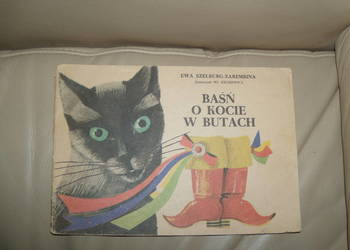 EWA SZELBURG-ZAREMBINA
BAŚŃ
O KOCIE
W BUTACH